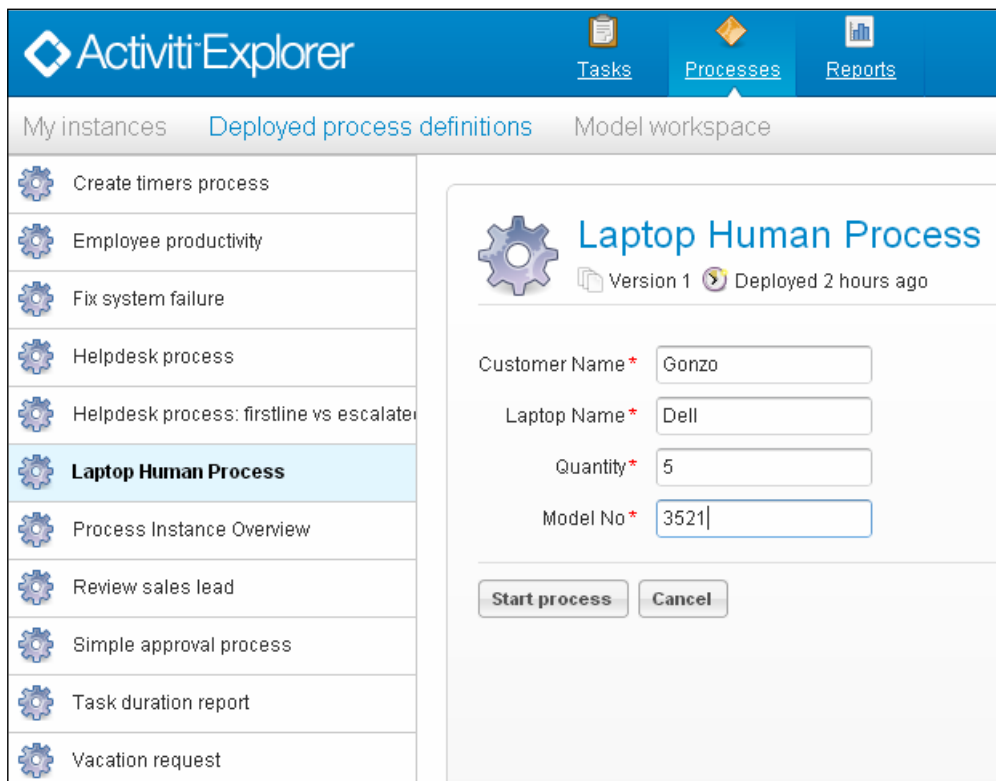 Activiti Explorer
Tasks
Processes
Reports
My instances
Deployed process definitions
Model workspace
Create timers process
Employee productivity
Fix system failure
Helpdesk process
Helpdesk process: firstline vs escalate
Laptop Human Process
Process Instance Overview
Review sales lead
Simple approval process
Task duration report
Vacation request
Laptop Human Process
Version 1 Deployed 2 hours ago
Customer Name* Gonzo
Laptop Name* Dell
Quantity* 5
Model No* 3521
Start process Cancel